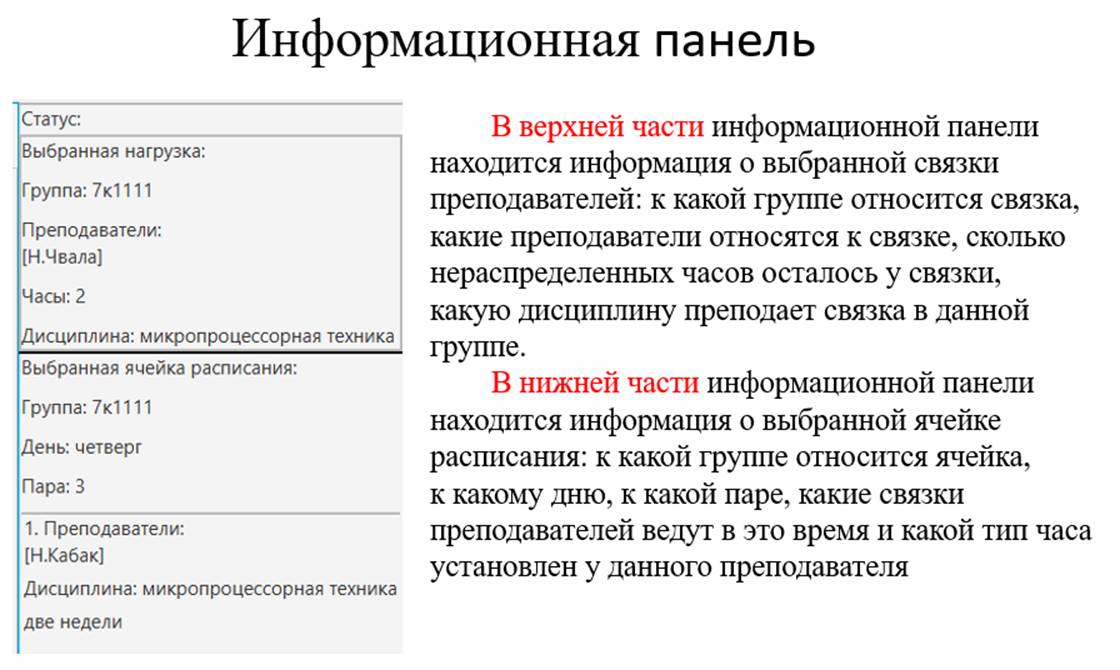 Информационная панель
Статус:
Выбранная нагрузка:
Группа: 7к1111
Преподаватели:
[Н.Чвала]
Часы: 2
Дисциплина: микропроцессорная техника
Выбранная ячейка расписания:
Группа: 7к1111
День: четверг
Пара: 3
1. Преподаватели:
[Н.Кабак]
Дисциплина: микропроцессорная техника
две недели
В верхней части информационной панели
находится информация о выбранной связки
преподавателей: к какой группе относится связка,
какие преподаватели относятся к связке, сколько
нераспределенных часов осталось у связки,
какую дисциплину преподает связка в данной
группе.
В нижней части информационной панели
находится информация о выбранной ячейке
расписания: к какой группе относится ячейка,
к какому дню, к какой паре, какие связки
преподавателей ведут в это время и какой тип часа
установлен у данного преподавателя